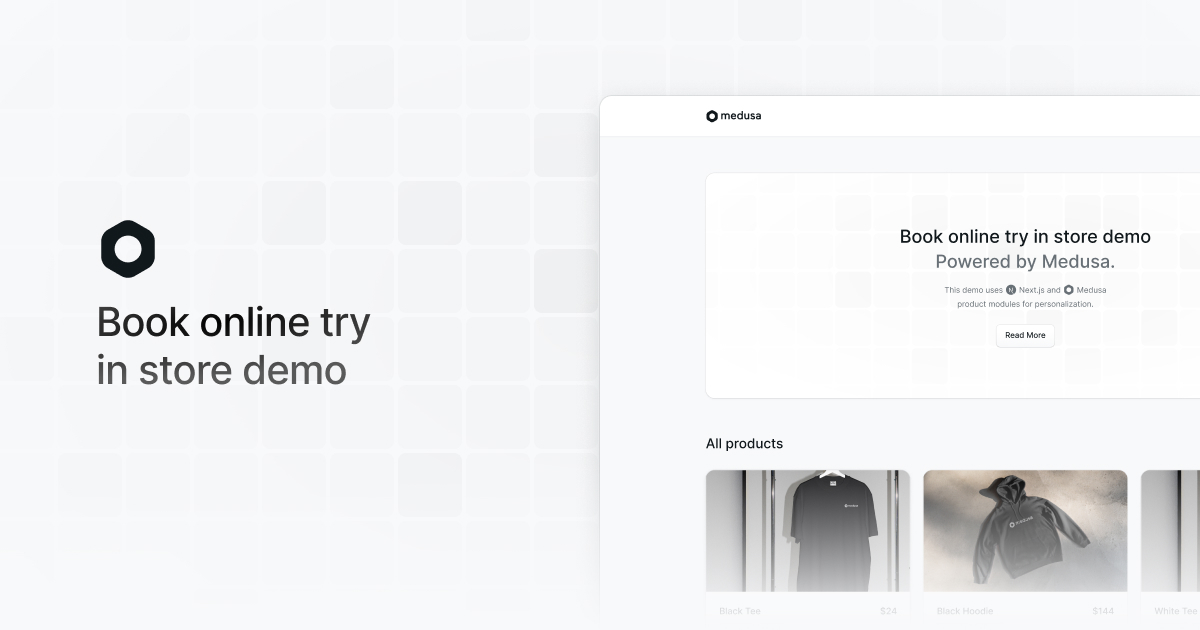 Book online try
in store demo
medusa
Book online try in store demo
Powered by Medusa.
This demo uses N Next.js and Medusa
product modules for personalization.
Read More
All products
medusa
medusa
Black Tee $24
Black Hoodie $144
White Tee